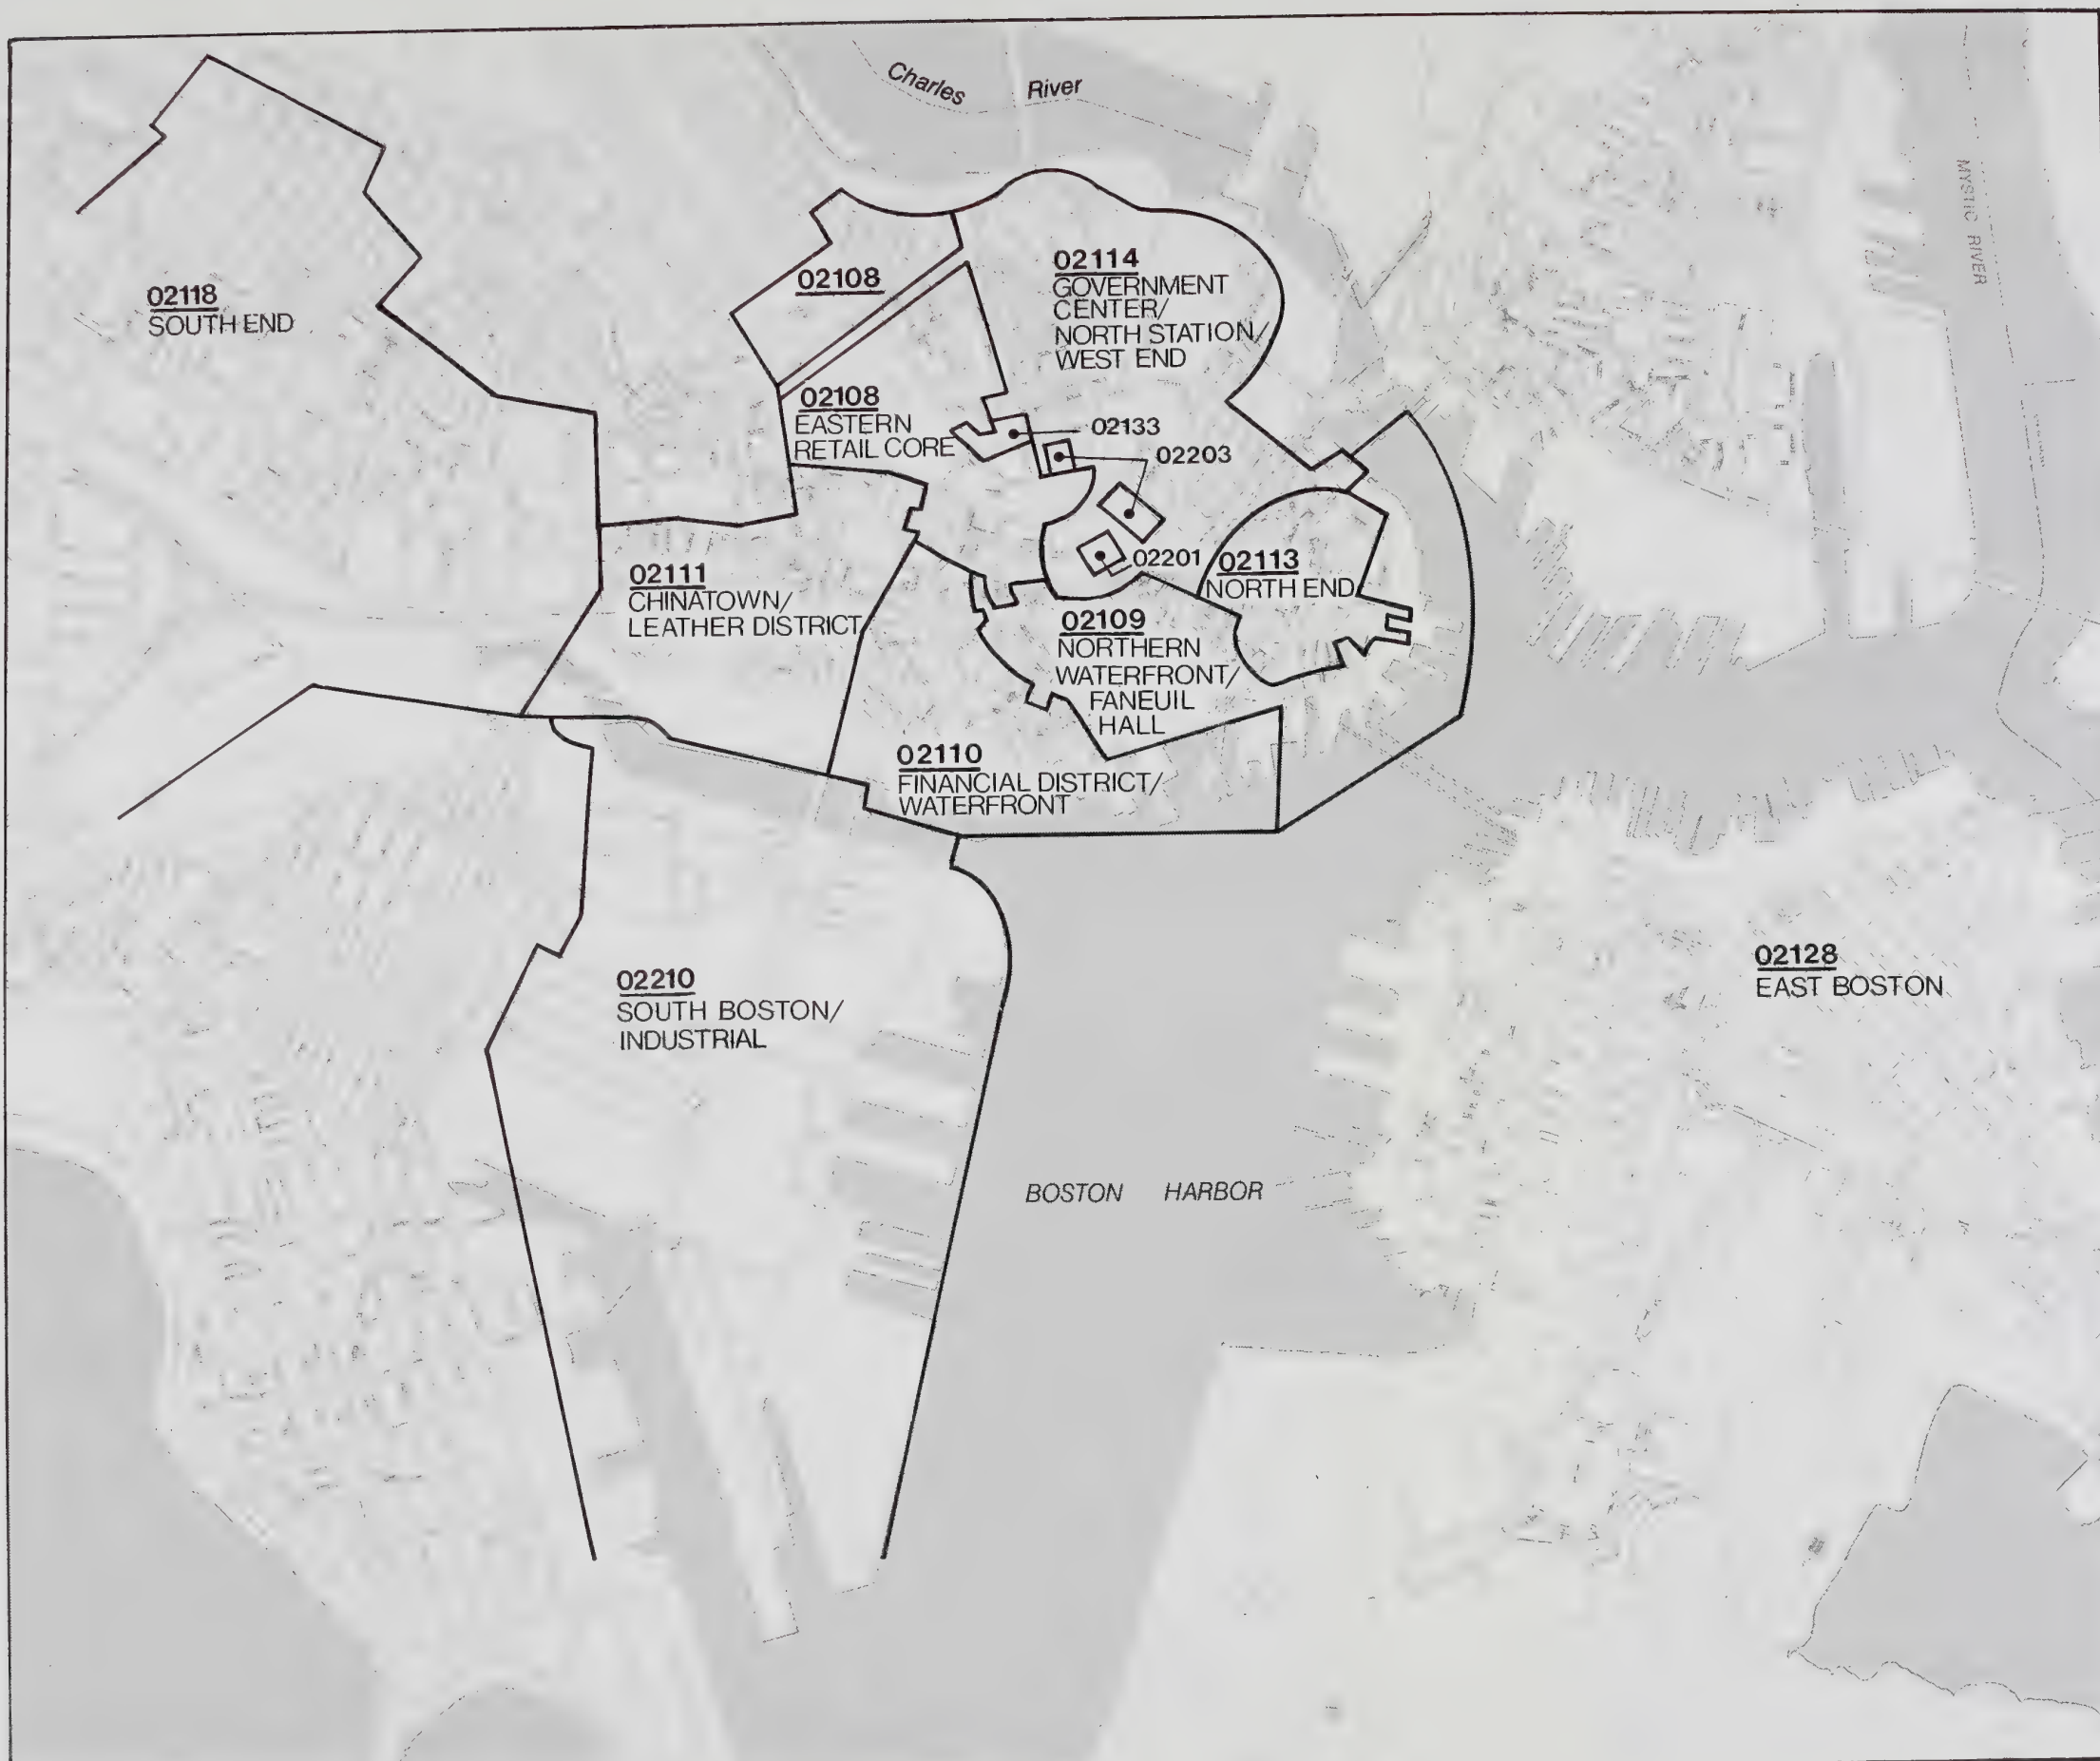 Charles River
MYSTIC RIVER
02118
SOUTH END
02108
02114
GOVERNMENT
CENTER/
NORTH STATION/
WEST END
02108
EASTERN
RETAIL CORE
02133
02203
02201
02113
NORTH END
02111
CHINATOWN/
LEATHER DISTRICT
02109
NORTHERN
WATERFRONT/
FANEUIL
HALL
02110
FINANCIAL DISTRICT/
WATERFRONT
02210
SOUTH BOSTON/
INDUSTRIAL
02128
EAST BOSTON
BOSTON HARBOR